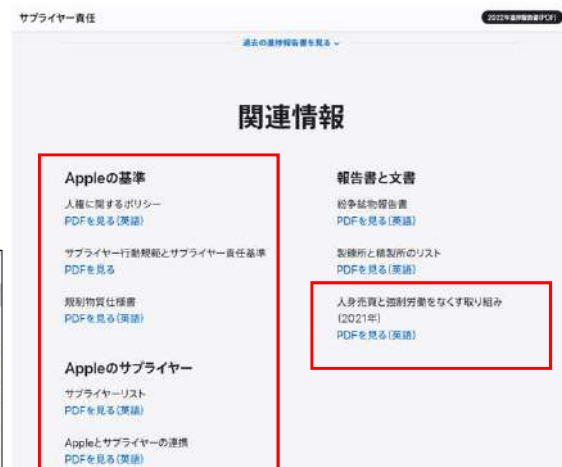 サプライヤー責任
2022年進捗報告書(PDF)
過去の進捗報告書を見る
関連情報
Appleの基準
人権に関するポリシー
PDFを見る(英語)
サプライヤー行動規範とサプライヤー責任基準
PDFを見る
規制物質仕様書
PDFを見る(英語)
Appleのサプライヤー
サプライヤーリスト
PDFを見る(英語)
Appleとサプライヤーの連携
PDFを見る(英語)
報告書と文書
紛争鉱物報告書
PDFを見る(英語)
製錬所と精製所のリスト
PDFを見る(英語)
人身売買と強制労働をなくす取り組み
(2021年)
PDFを見る(英語)